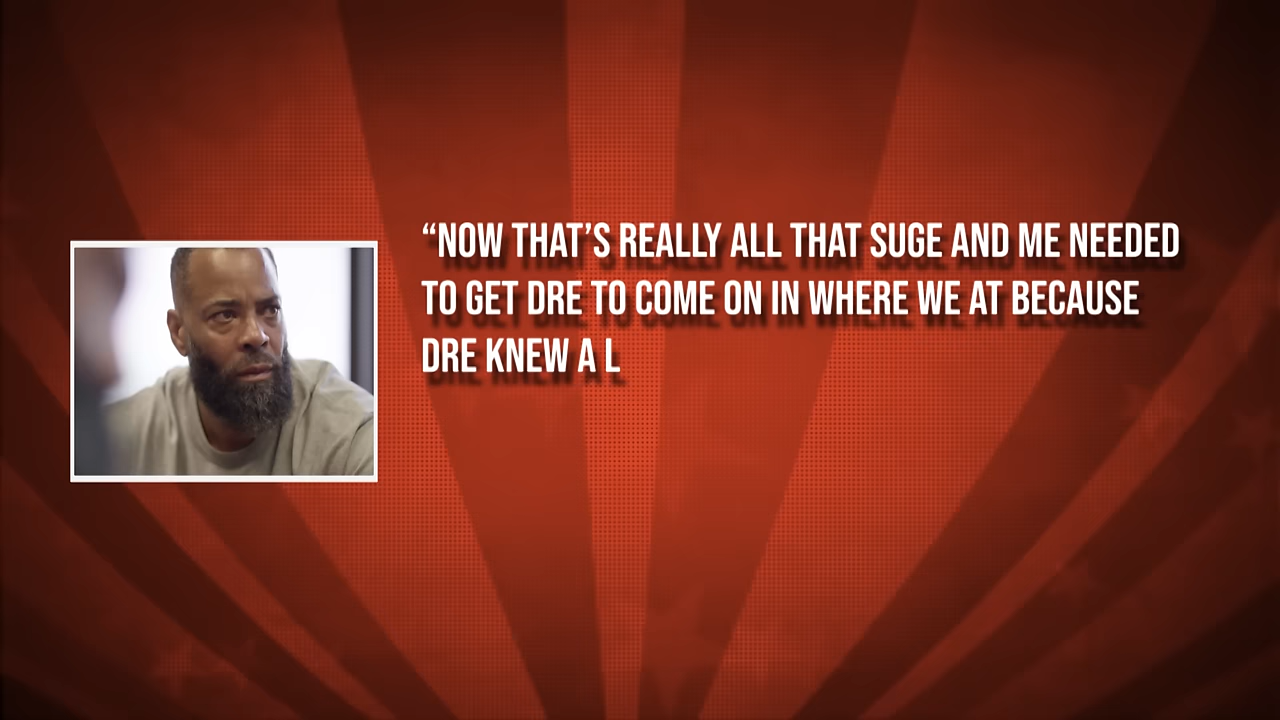 “NOW THAT’S REALLY ALL THAT SUGE AND ME NEEDED
TO GET DRE TO COME ON IN WHERE WE AT BECAUSE
DRE KNEW A L